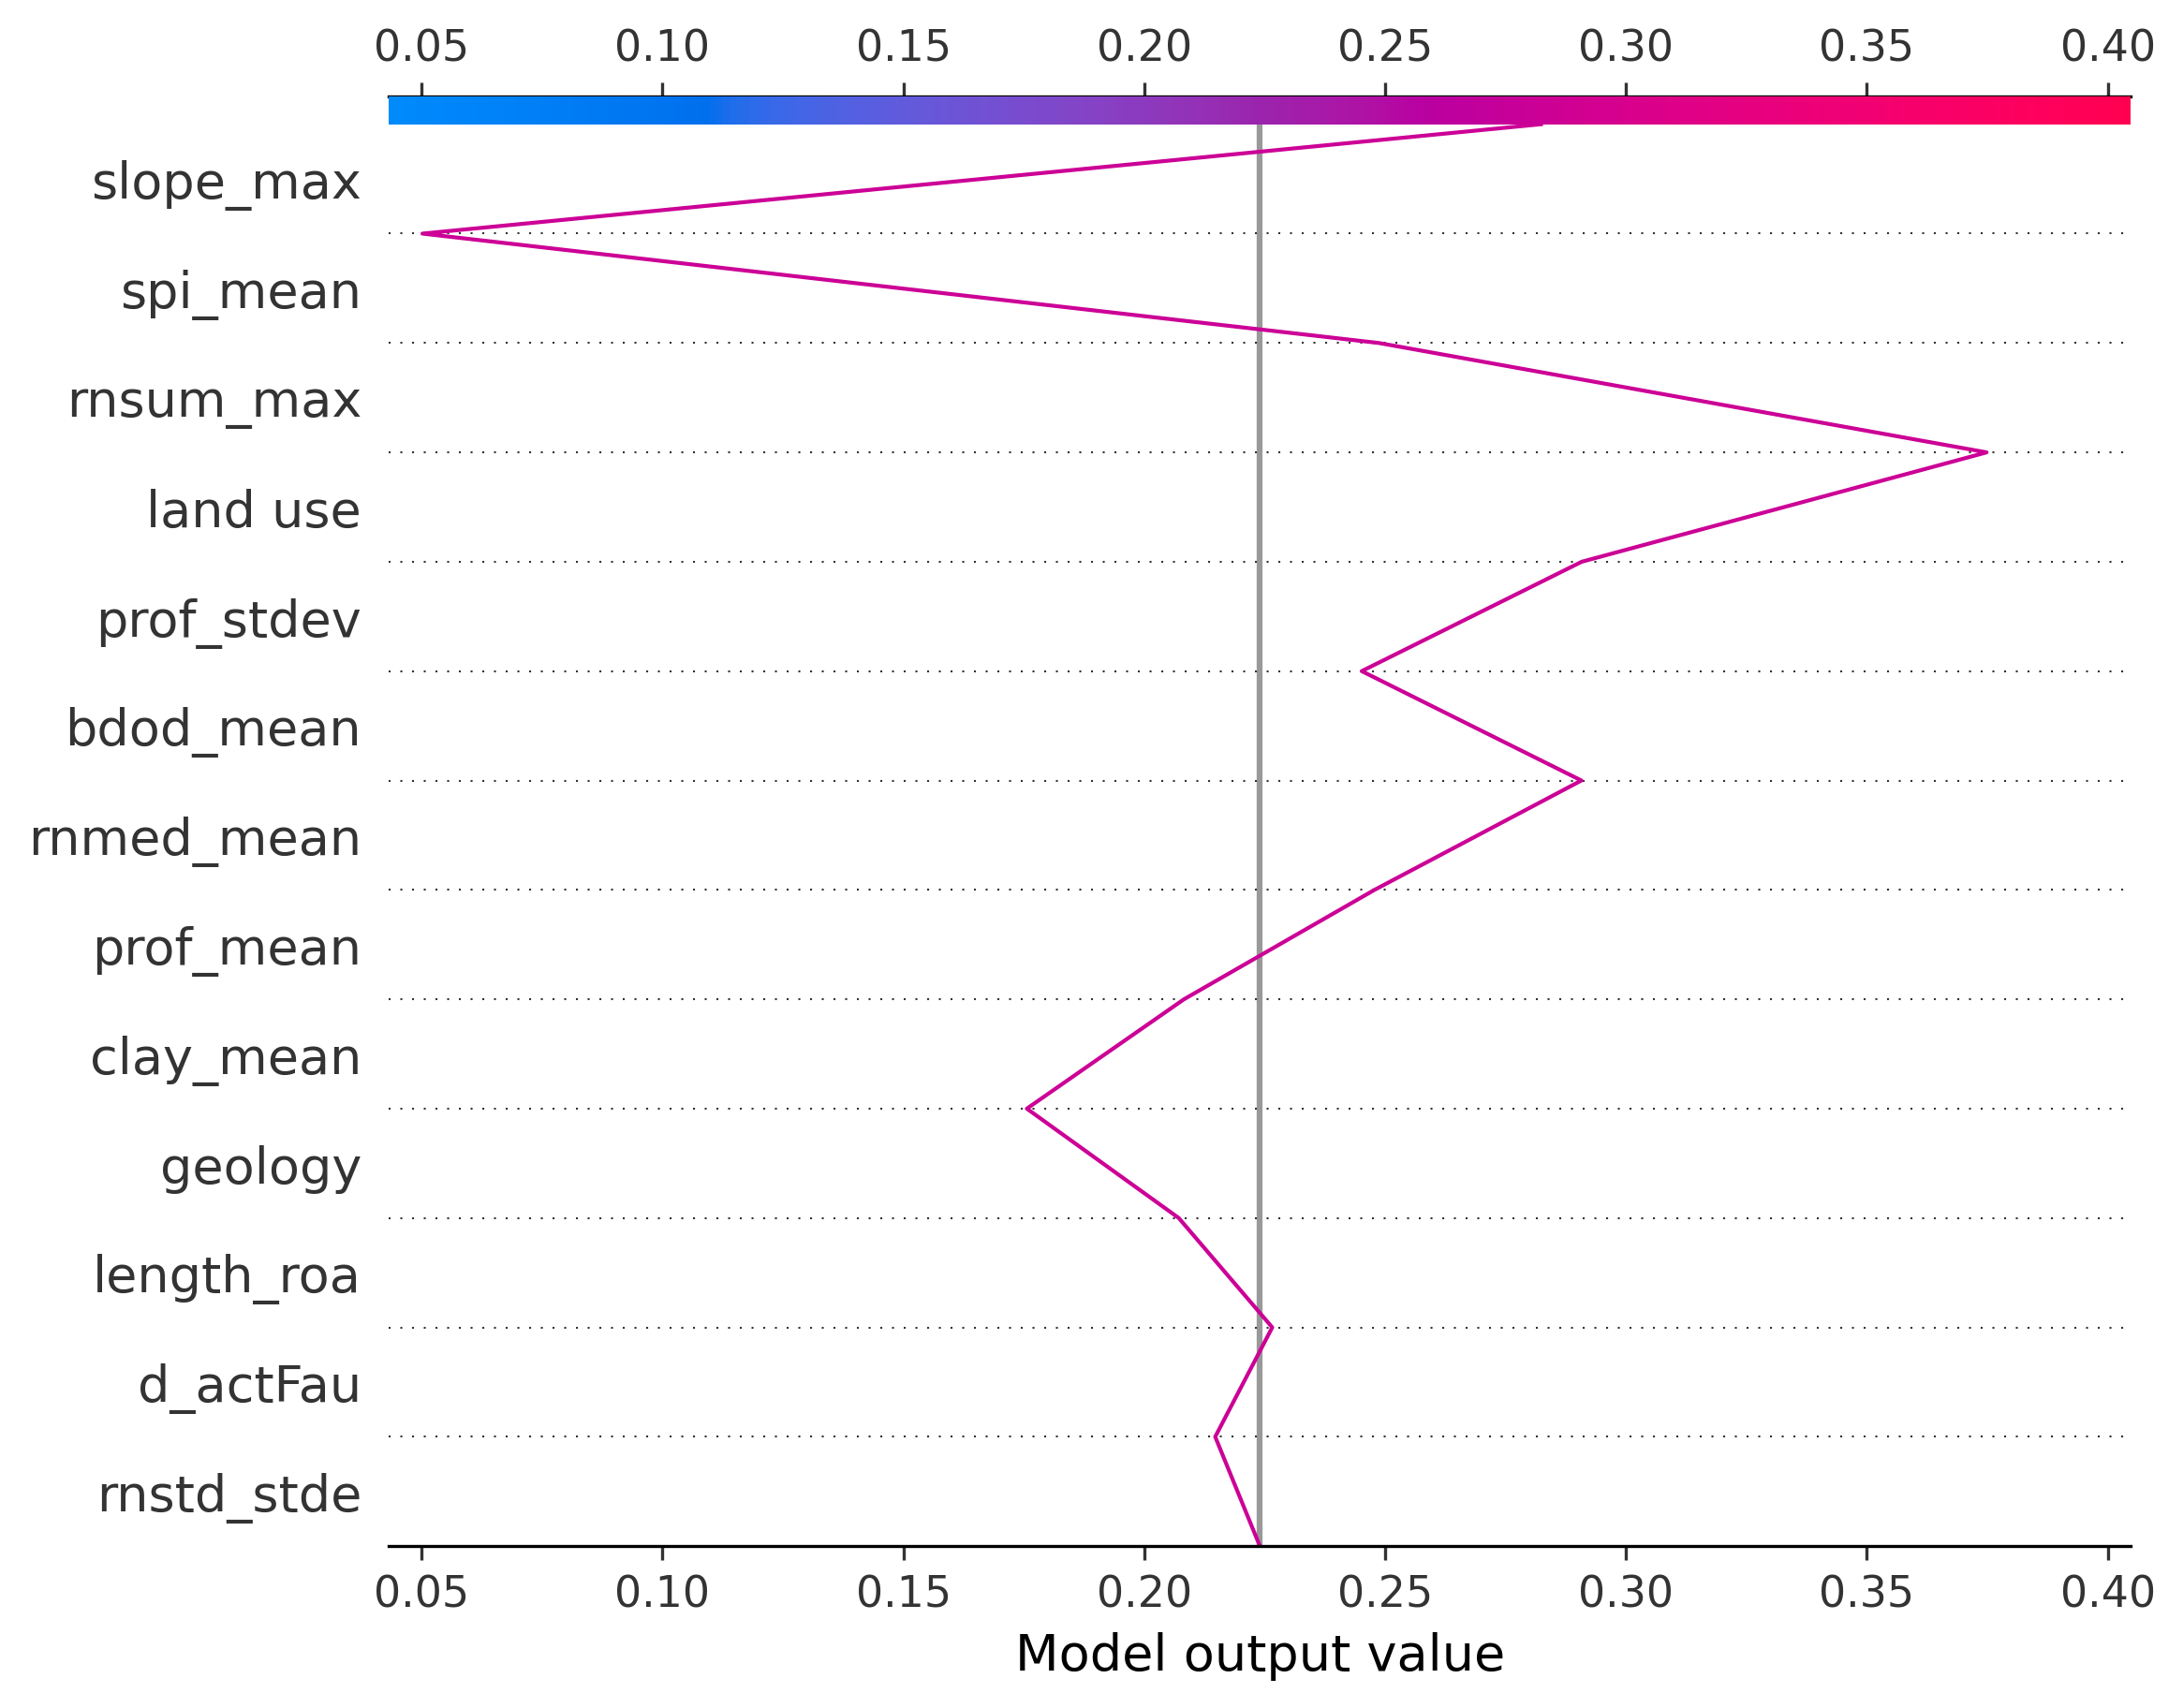 0.05 0.10 0.15 0.20 0.25 0.30 0.35 0.40
slope_max
spi_mean
rnsum_max
land use
prof_stdev
bdod_mean
rnmed_mean
prof_mean
clay_mean
geology
length_roa
d_actFau
rnstd_stde
0.05 0.10 0.15 0.20 0.25 0.30 0.35 0.40
Model output value